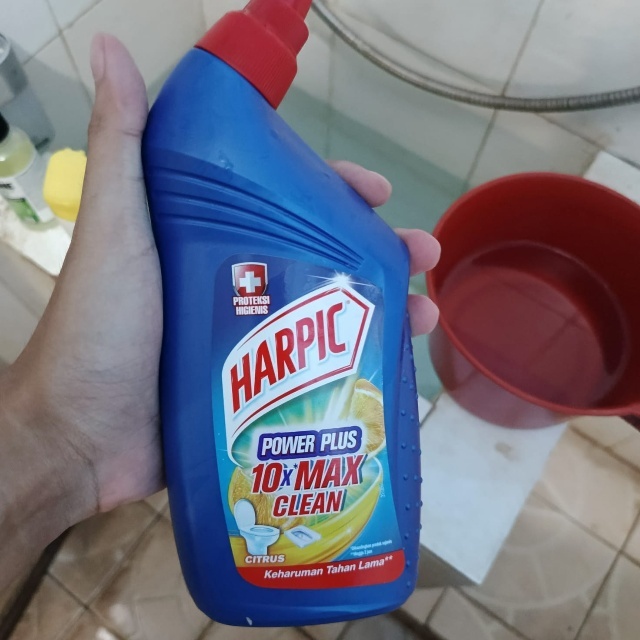 PROTEKSI
HIGIENIS
HARPIC
POWER PLUS
10x MAX
CLEAN
CITRUS
Keharuman Tahan Lama**